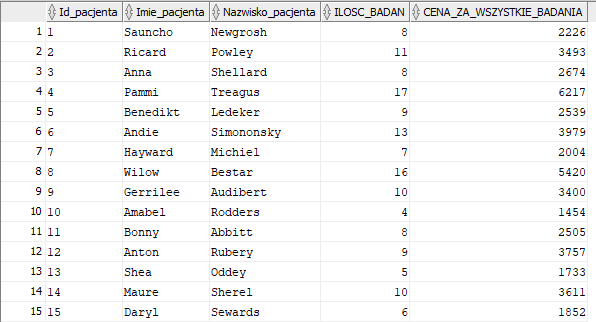 Id_pacjenta Imie_pacjenta Nazwisko_pacjenta ILOSC_BADAN CENA_ZA_WSZYSTKIE_BADANIA
1 1 Sauncho Newgrosh 8 2226
2 2 Ricard Powley 11 3493
3 3 Anna Shellard 8 2674
4 4 Pammi Treagus 17 6217
5 5 Benedikt Ledeker 9 2539
6 6 Andie Simononsky 13 3979
7 7 Hayward Michiel 7 2004
8 8 Wilow Bestar 16 5420
9 9 Gerrilee Audibert 10 3400
10 10 Amabel Rodders 4 1454
11 11 Bonny Abbitt 8 2505
12 12 Anton Rubery 9 3757
13 13 Shea Oddey 5 1733
14 14 Maure Sherel 10 3611
15 15 Daryl Sewards 6 1852